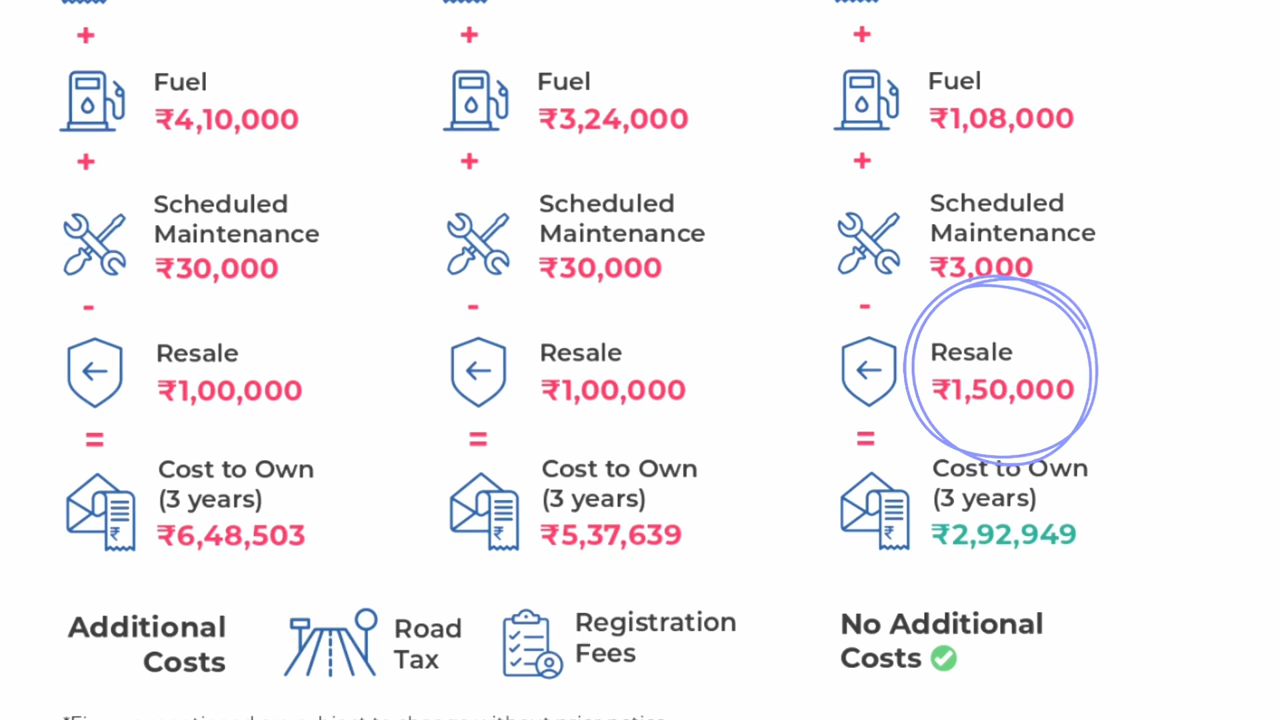 + + +
Fuel
₹4,10,000
Fuel
₹3,24,000
Fuel
₹1,08,000
+ + +
Scheduled
Maintenance
₹30,000
Scheduled
Maintenance
₹30,000
Scheduled
Maintenance
₹3,000
- - -
Resale
₹1,00,000
Resale
₹1,00,000
Resale
₹1,50,000
= = =
Cost to Own
(3 years)
₹6,48,503
Cost to Own
(3 years)
₹5,37,639
Cost to Own
(3 years)
₹2,92,949
Additional
Costs
Road
Tax
Registration
Fees
No Additional
Costs